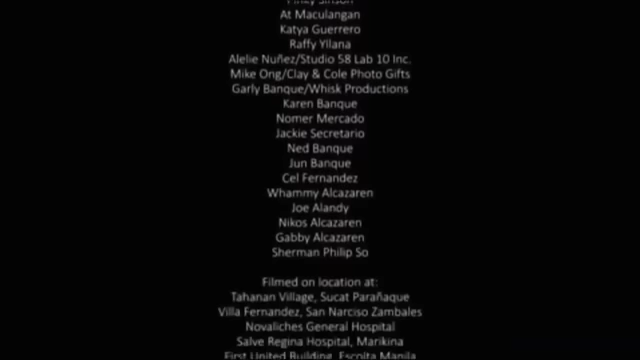 At Maculangan
Katya Guerrero
Raffy Yllana
Alelie Nuñez/Studio 58 Lab 10 Inc.
Mike Ong/Clay & Cole Photo Gifts
Garly Banque/Whisk Productions
Karen Banque
Nomer Mercado
Jackie Secretario
Ned Banque
Jun Banque
Cel Fernandez
Whammy Alcazaren
Joe Alandy
Nikos Alcazaren
Gabby Alcazaren
Sherman Philip So
Filmed on location at:
Tahanan Village, Sucat Parañaque
Villa Fernandez, San Narciso Zambales
Novaliches General Hospital
Salve Regina Hospital, Marikina
First United Building, Escolta Manila